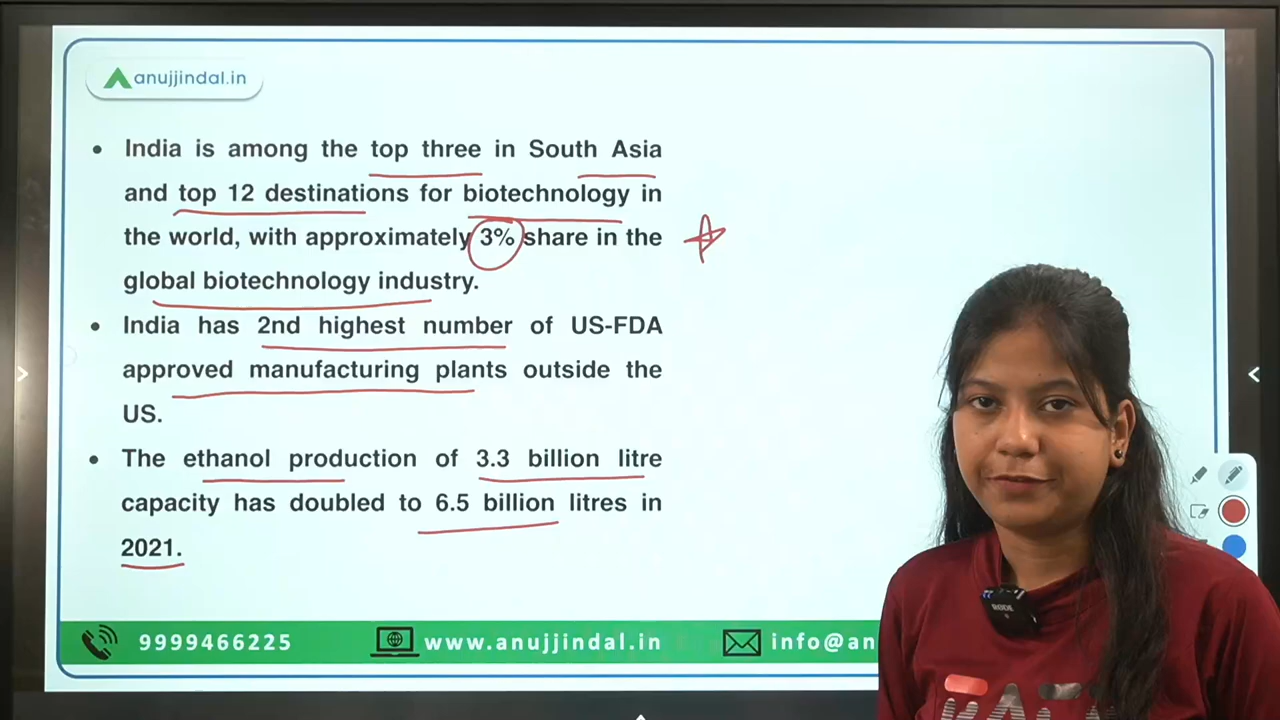 anujjindal.in
• India is among the top three in South Asia
and top 12 destinations for biotechnology in
the world, with approximately 3% share in the
global biotechnology industry.
• India has 2nd highest number of US-FDA
approved manufacturing plants outside the
US.
• The ethanol production of 3.3 billion litre
capacity has doubled to 6.5 billion litres in
2021.
9999466225
www.anujjindal.in
info@an
RODE